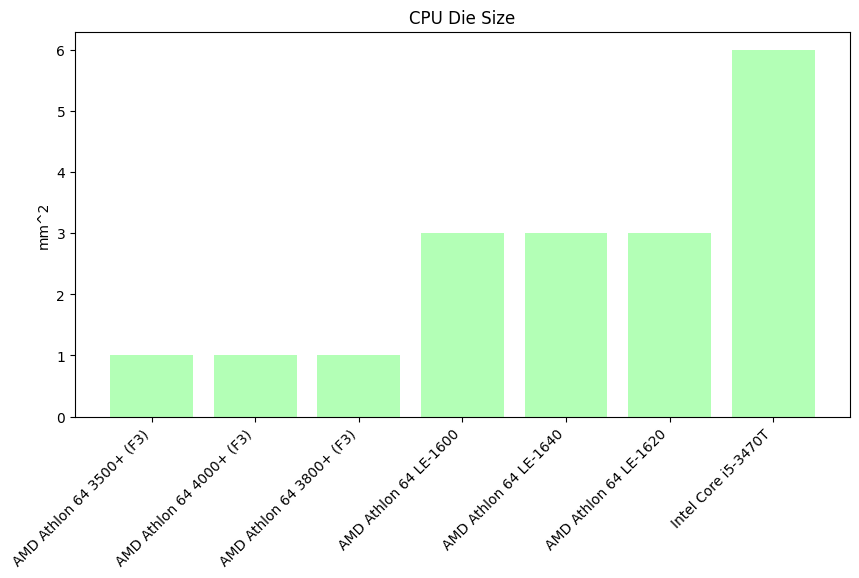 CPU Die Size
mm^2
6
5
4
3
2
1
0
AMD Athlon 64 3500+ (F3)
AMD Athlon 64 4000+ (F3)
AMD Athlon 64 3800+ (F3)
AMD Athlon 64 LE-1600
AMD Athlon 64 LE-1640
AMD Athlon 64 LE-1620
Intel Core i5-3470T